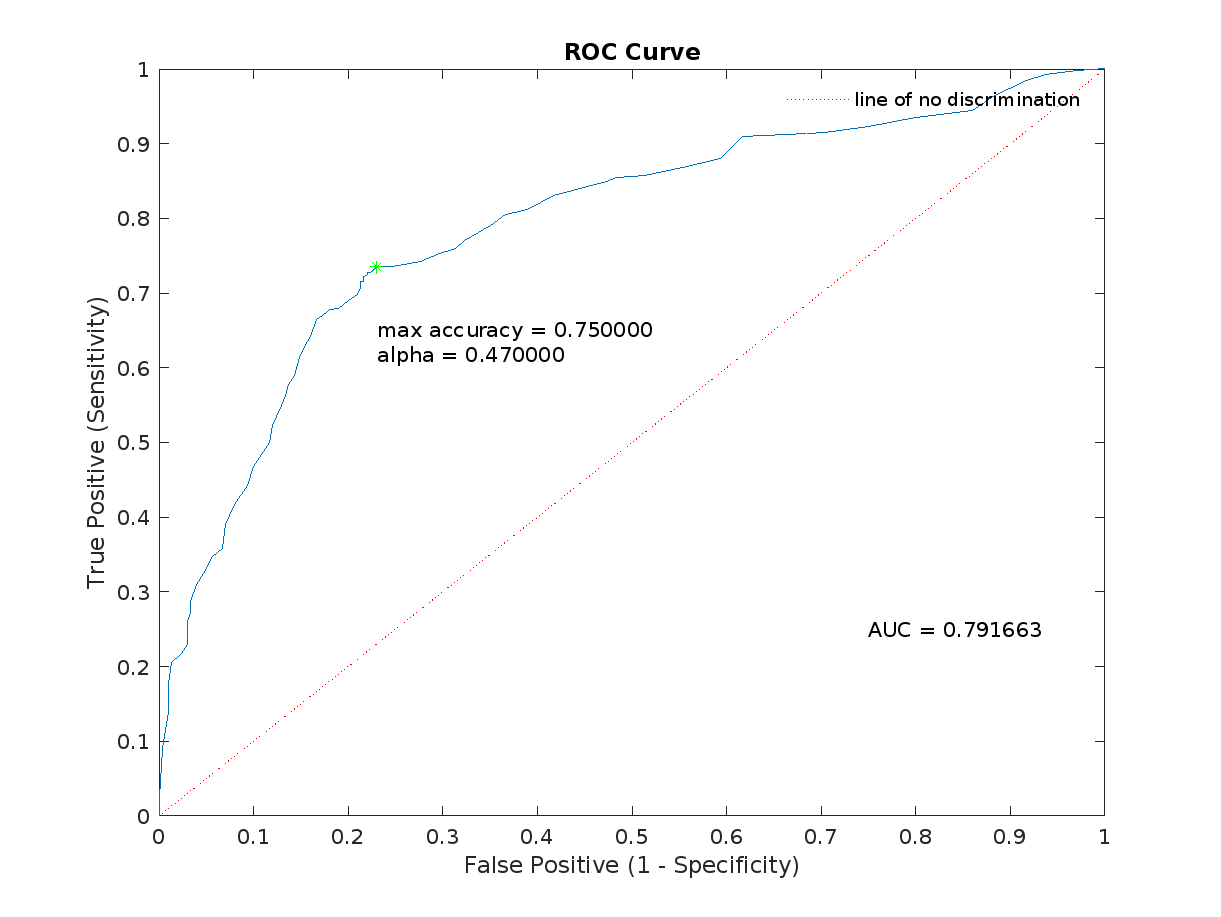 ROC Curve
line of no discrimination
1
0.9
0.8
0.7
0.6
0.5
0.4
0.3
0.2
0.1
0
True Positive (Sensitivity)
max accuracy = 0.750000
alpha = 0.470000
AUC = 0.791663
0 0.1 0.2 0.3 0.4 0.5 0.6 0.7 0.8 0.9 1
False Positive (1 - Specificity)